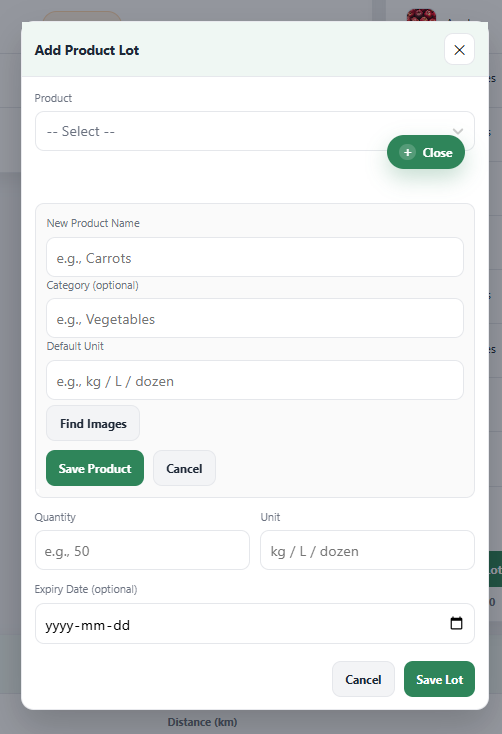 Add Product Lot
Product
-- Select --
+ Close
New Product Name
e.g., Carrots
Category (optional)
e.g., Vegetables
Default Unit
e.g., kg / L / dozen
Find Images
Save Product Cancel
Quantity Unit
e.g., 50 kg / L / dozen
Expiry Date (optional)
yyyy-mm-dd
Cancel Save Lot
Distance (km)